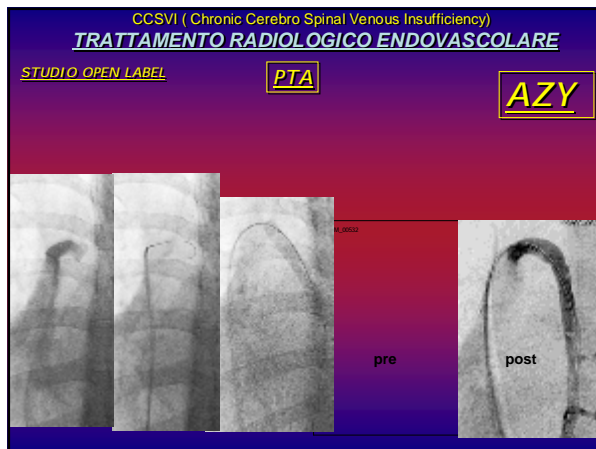 CCSVI ( Chronic Cerebro Spinal Venous Insufficiency)
TRATTAMENTO RADIOLOGICO ENDOVASCOLARE
STUDIO OPEN LABEL
PTA
AZY
pre
post